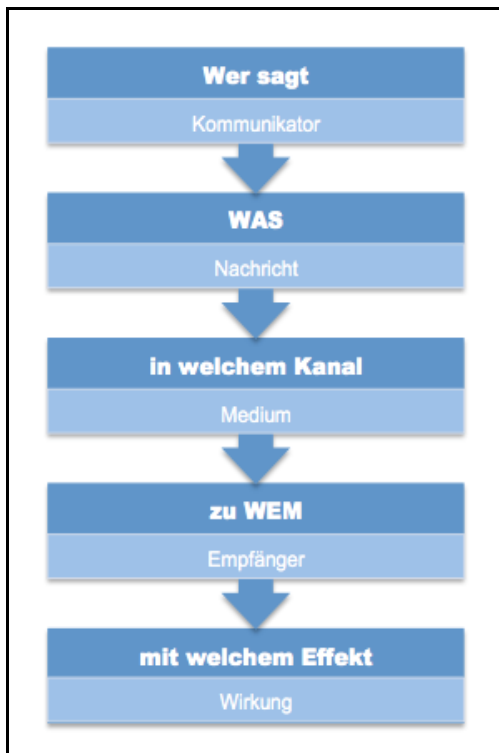 Wer sagt
Kommunikator
WAS
Nachricht
in welchem Kanal
Medium
zu WEM
Empfänger
mit welchem Effekt
Wirkung